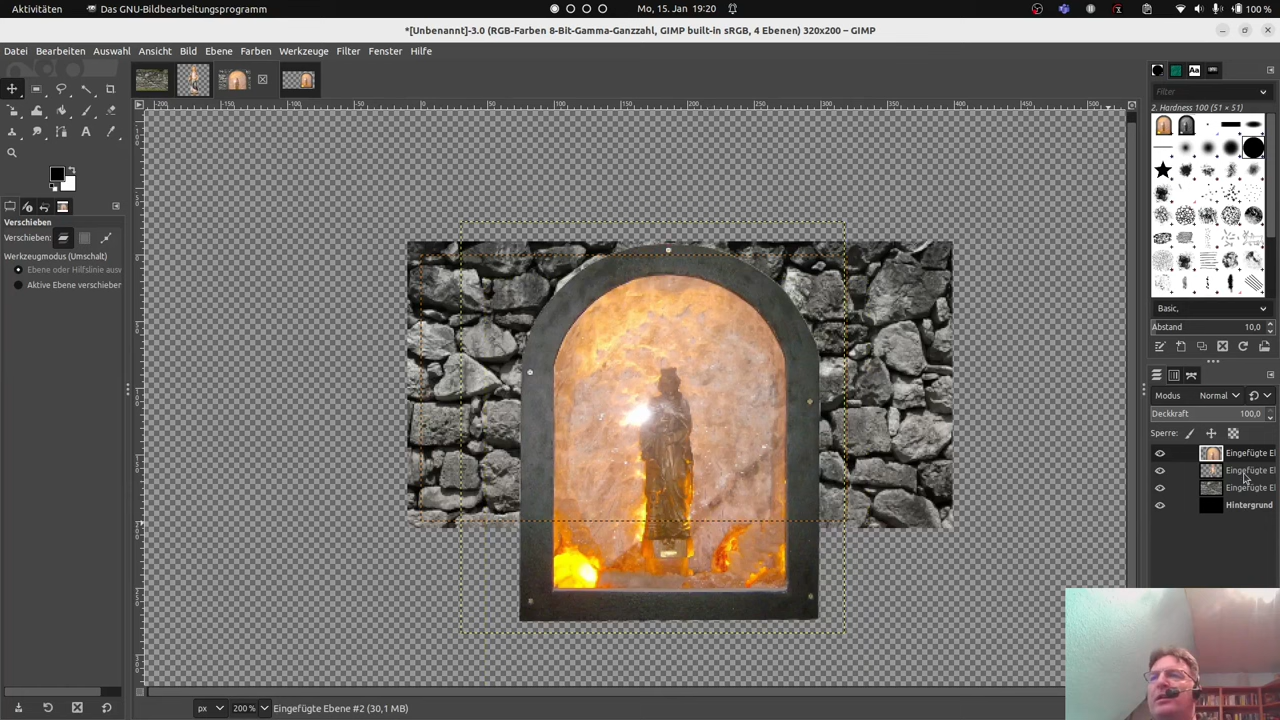 Aktivitäten
Das GNU-Bildbearbeitungsprogramm
Mo, 15. Jan 19:20
100 %
*[Unbenannt]-3.0 (RGB-Farben 8-Bit-Gamma-Ganzzahl, GIMP built-in sRGB, 4 Ebenen) 320x200 – GIMP
Datei Bearbeiten Auswahl Ansicht Bild Ebene Farben Werkzeuge Filter Fenster Hilfe
Filter
2. Hardness 100 (51 × 51)
Verschieben
Verschieben:
Werkzeugmodus (Umschalt)
Ebene oder Hilfslinie ausw
Aktive Ebene verschieben
Basic,
Abstand 10,0
Modus Normal
Deckkraft 100,0
Sperre:
Eingefügte El
Eingefügte El
Eingefügte El
Hintergrund
px 200 % Eingefügte Ebene #2 (30,1 MB)